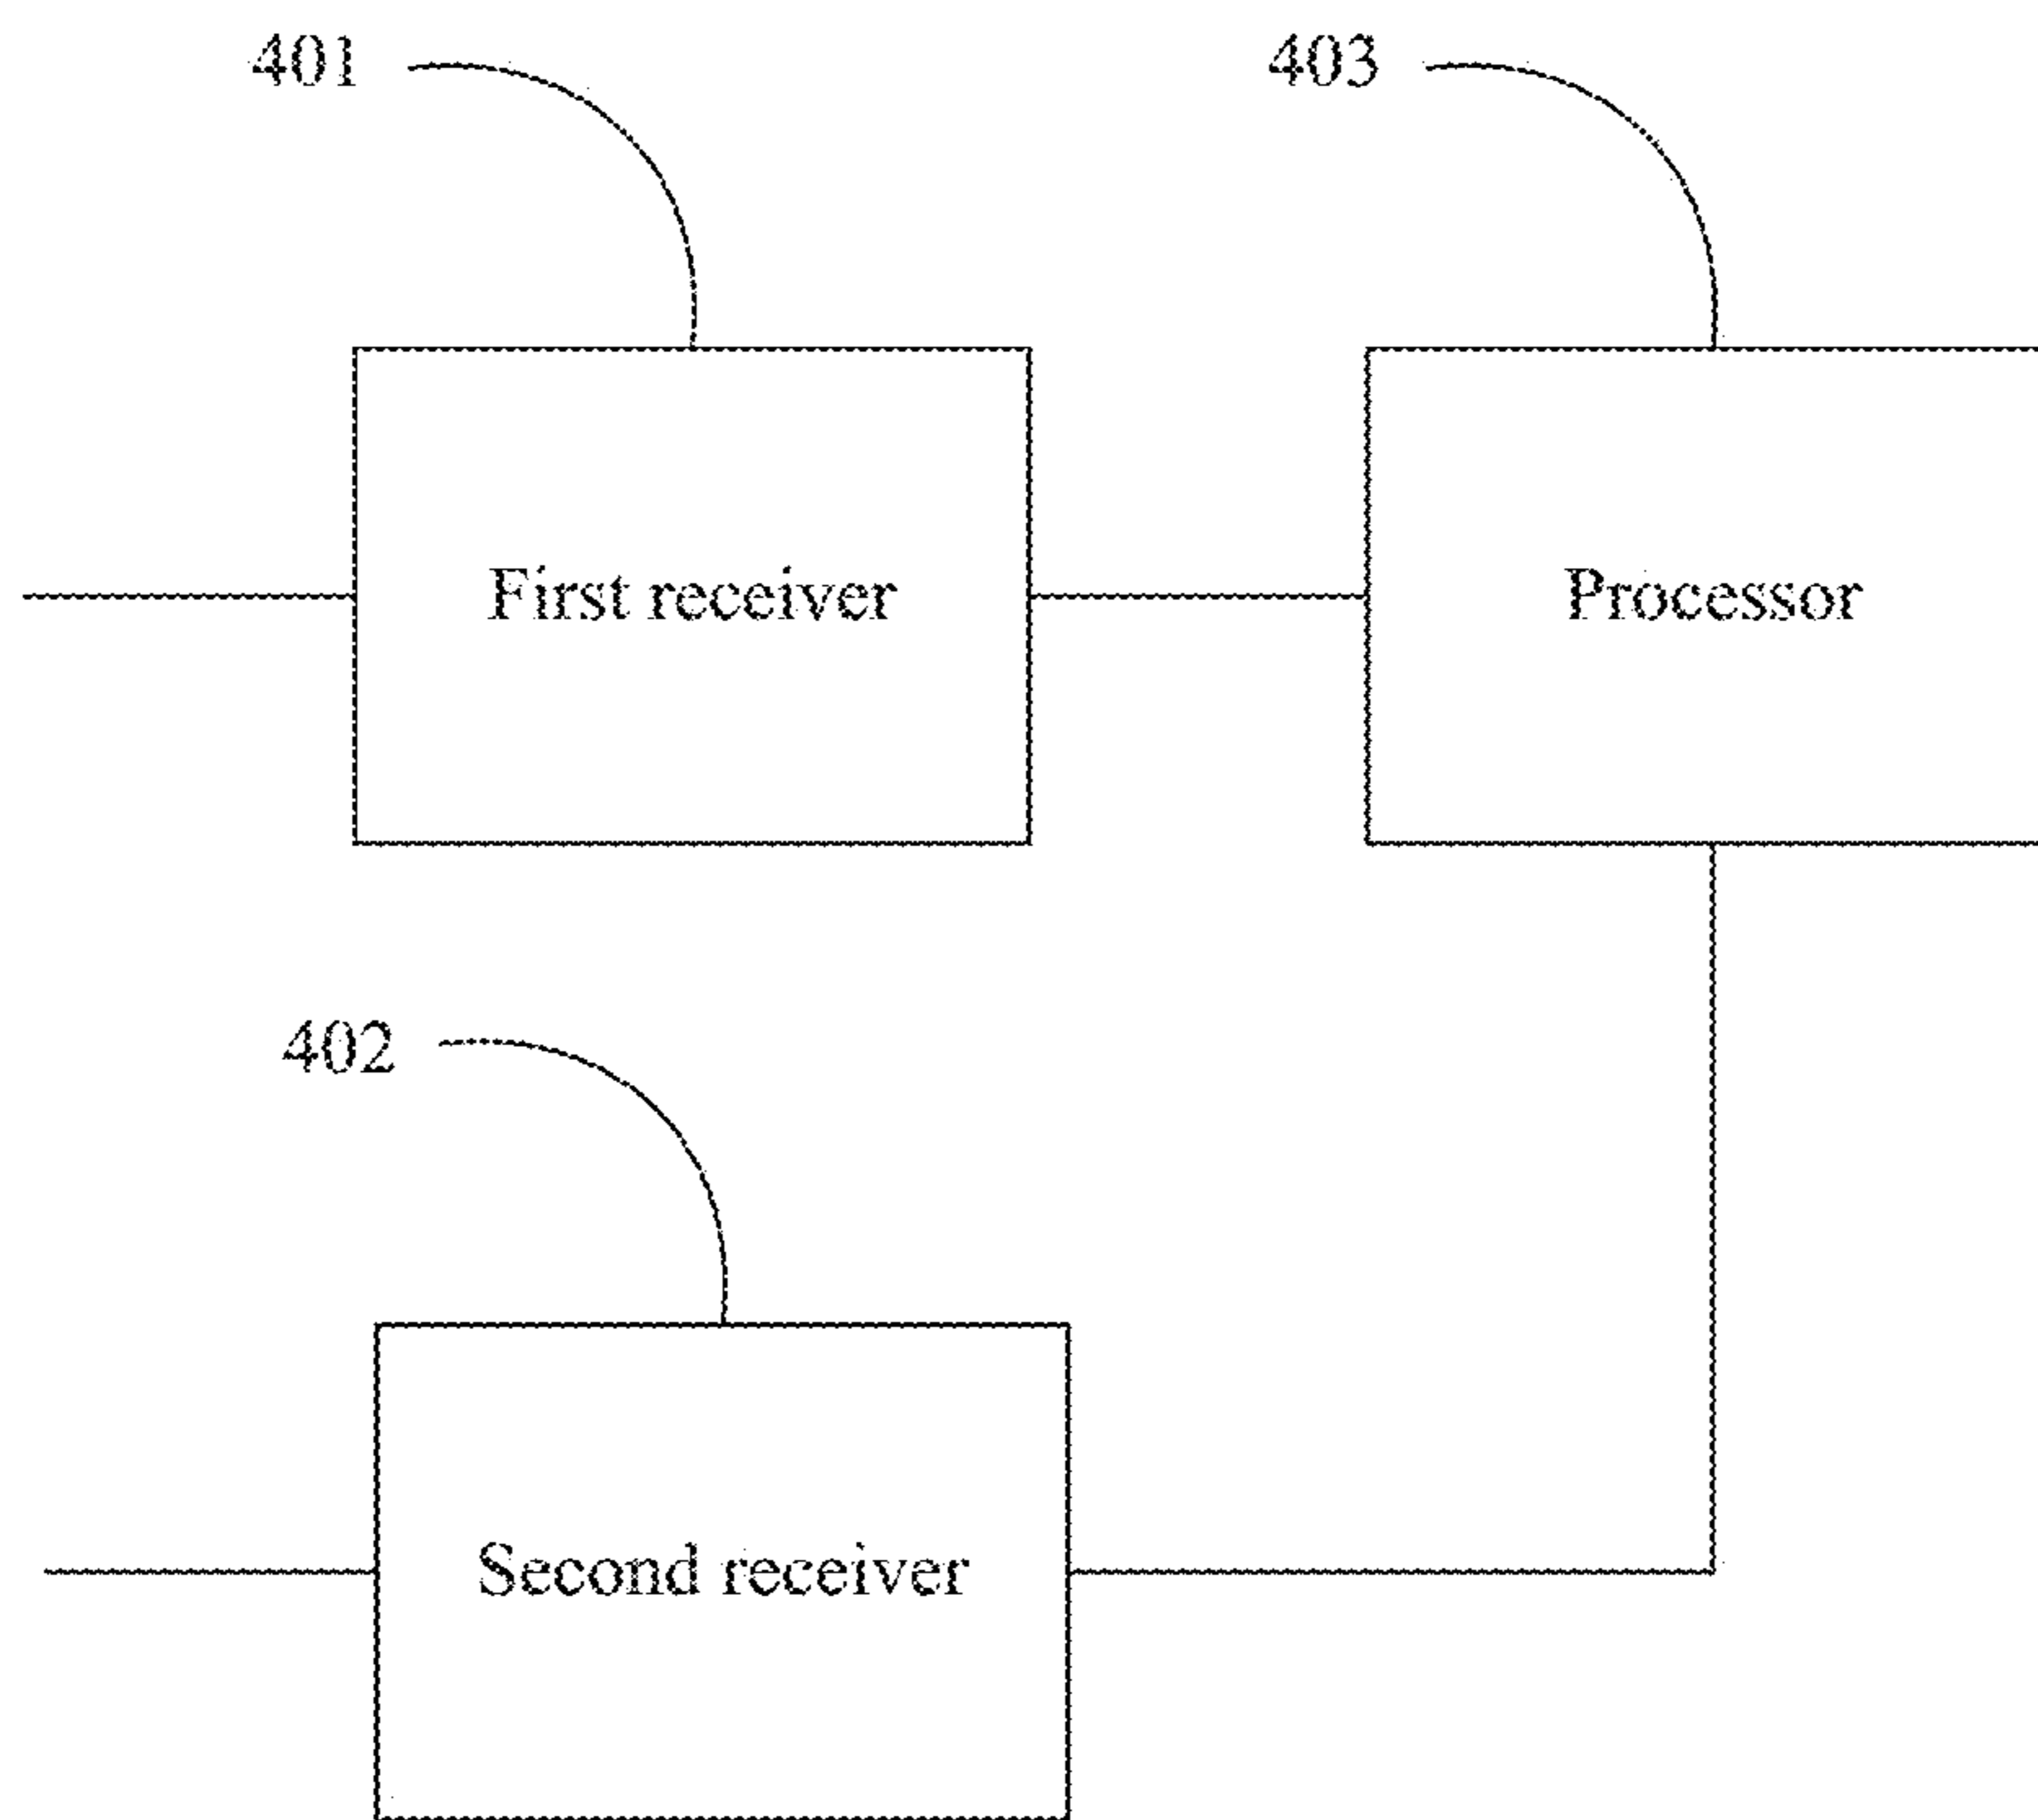 401
403
First receiver
Processor
402
Second receiver